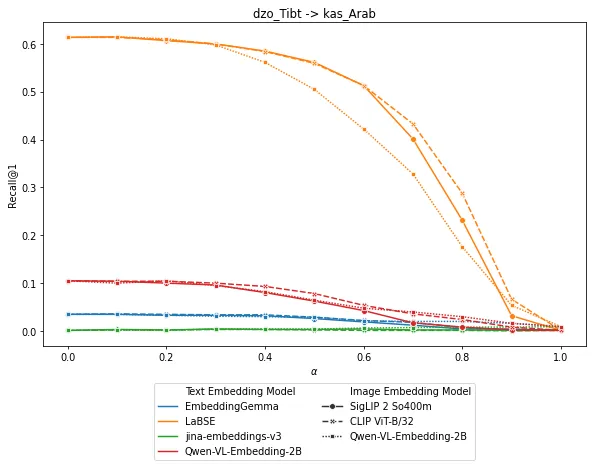 dzo_Tibt -> kas_Arab
0.6
0.5
0.4
0.3
0.2
0.1
0.0
Recall@1
0.0 0.2 0.4 0.6 0.8 1.0
α
Text Embedding Model Image Embedding Model
EmbeddingGemma SigLIP 2 So400m
LaBSE CLIP ViT-B/32
jina-embeddings-v3 Qwen-VL-Embedding-2B
Qwen-VL-Embedding-2B